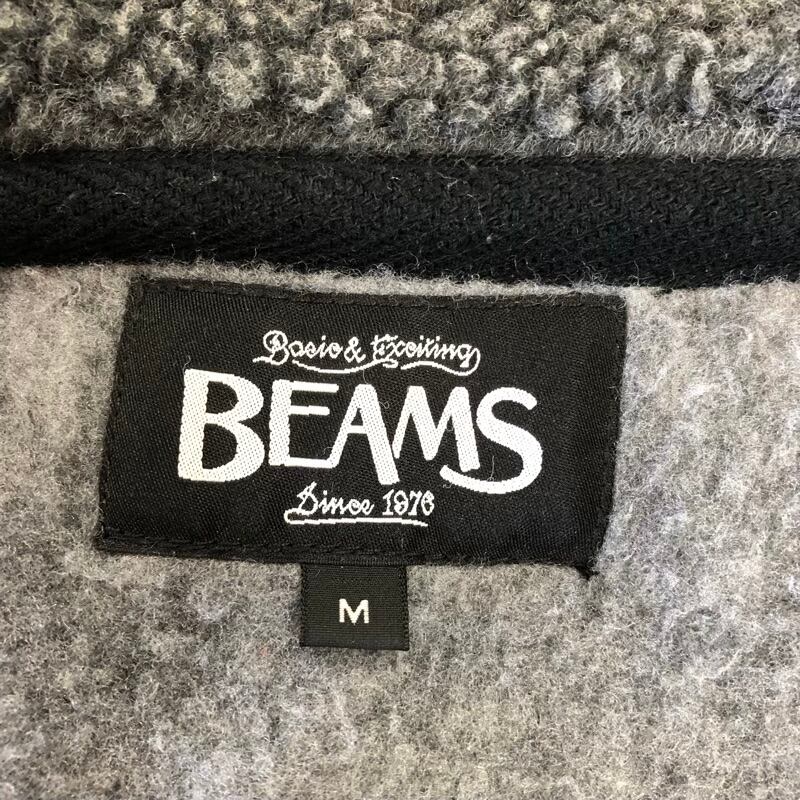 Basic & Exciting
BEAMS
Since 1976
M